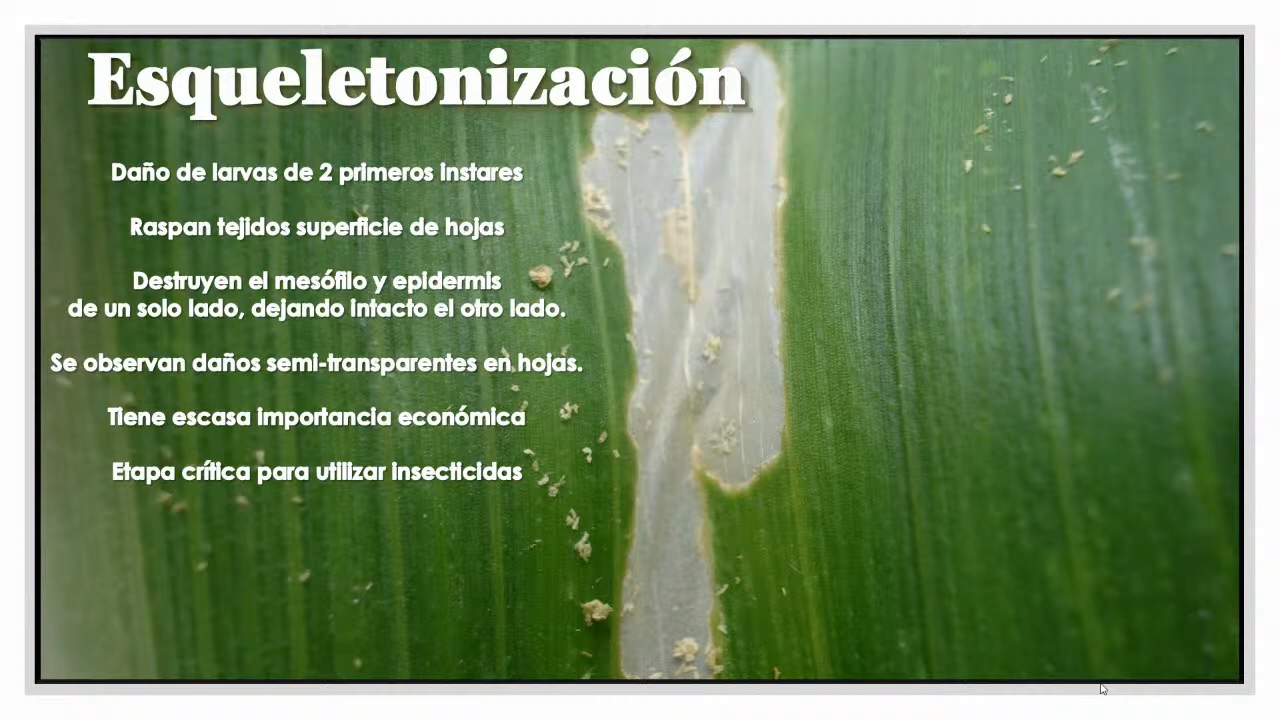 Esqueletonización
Daño de larvas de 2 primeros instares
Raspan tejidos superficie de hojas
Destruyen el mesófilo y epidermis
de un solo lado, dejando intacto el otro lado.
Se observan daños semi-transparentes en hojas.
Tiene escasa importancia económica
Etapa crítica para utilizar insecticidas